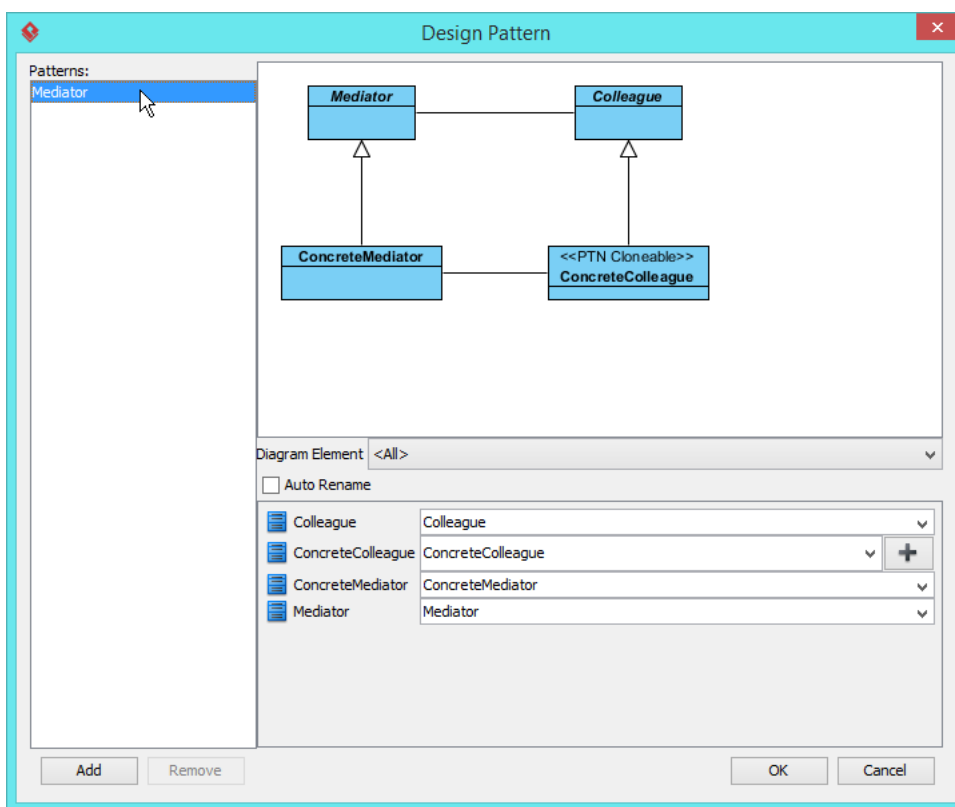 Design Pattern
Patterns:
Mediator
Mediator
Colleague
ConcreteMediator
<<PTN Cloneable>>
ConcreteColleague
Diagram Element <All>
Auto Rename
Colleague Colleague
ConcreteColleague ConcreteColleague
ConcreteMediator ConcreteMediator
Mediator Mediator
Add Remove OK Cancel